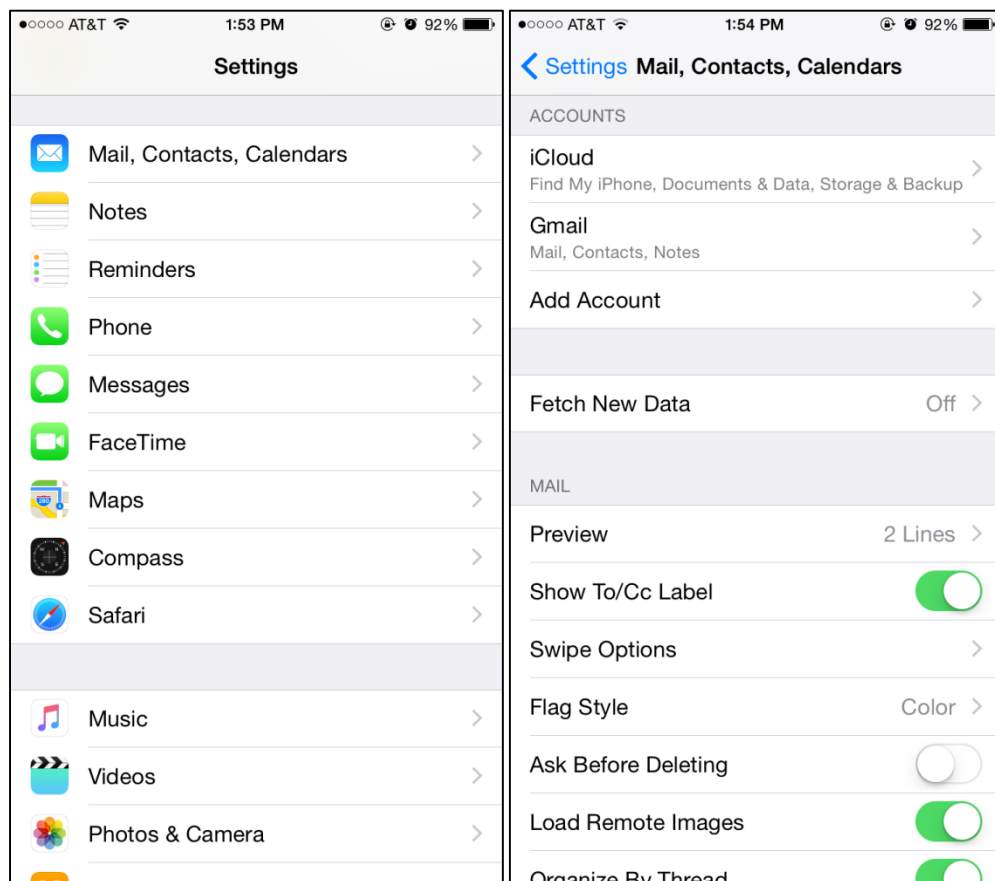 AT&T 1:53 PM 92%
Settings
Mail, Contacts, Calendars
Notes
Reminders
Phone
Messages
FaceTime
Maps
Compass
Safari
Music
Videos
Photos & Camera
AT&T 1:54 PM 92%
Settings Mail, Contacts, Calendars
ACCOUNTS
iCloud
Find My iPhone, Documents & Data, Storage & Backup
Gmail
Mail, Contacts, Notes
Add Account
Fetch New Data Off
MAIL
Preview 2 Lines
Show To/Cc Label
Swipe Options
Flag Style Color
Ask Before Deleting
Load Remote Images
Organize By Thread